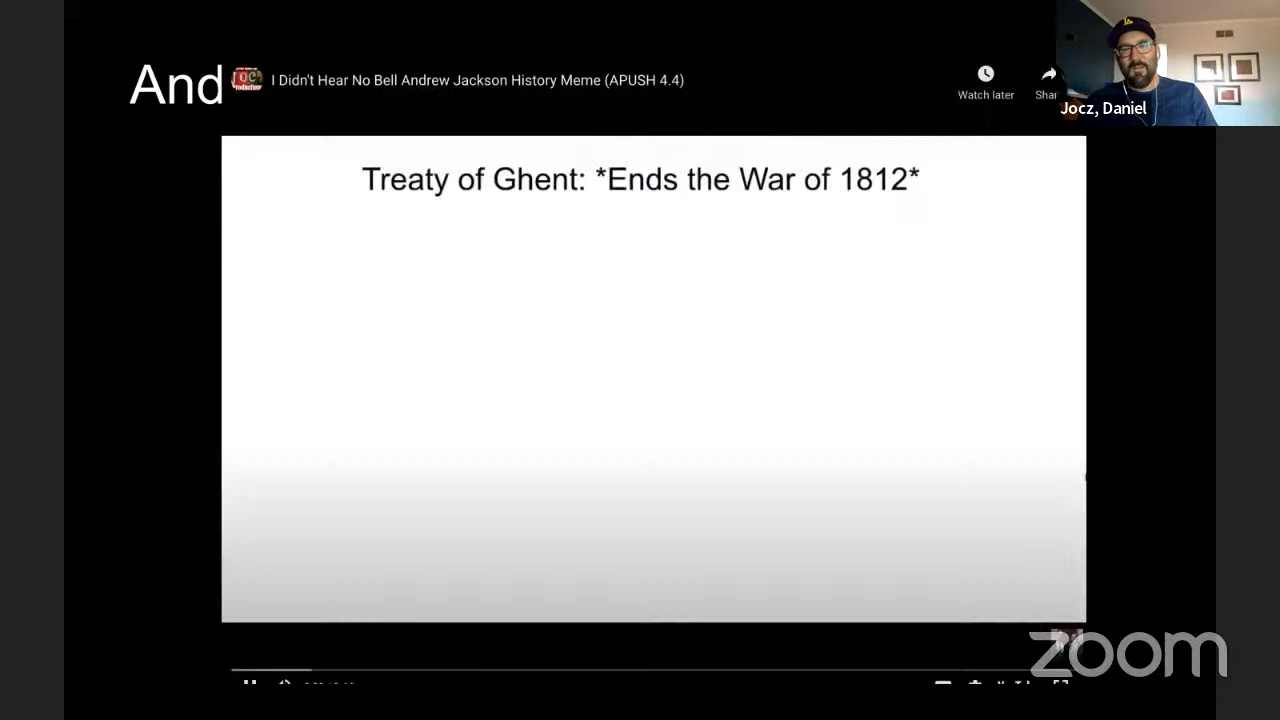 And
I Didn't Hear No Bell Andrew Jackson History Meme (APUSH 4.4)
Watch later
Shar
Jocz, Daniel
Treaty of Ghent: *Ends the War of 1812*
zoom